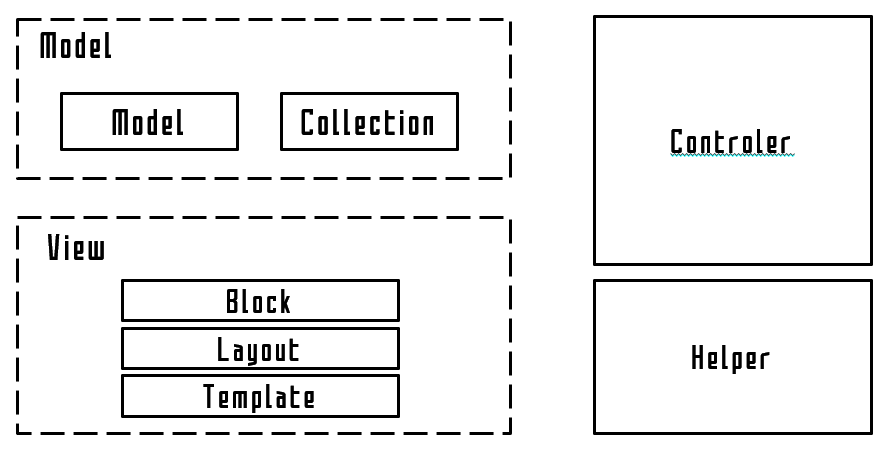 Model
Model
Collection
View
Block
Layout
Template
Controler
Helper